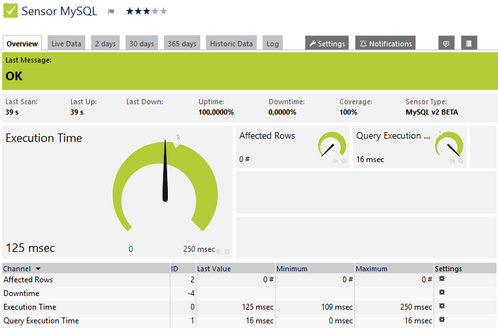 Sensor MySQL
Overview Live Data 2 days 30 days 365 days Historic Data Log Settings Notifications
Last Message:
OK
Last Scan: Last Up: Last Down: Uptime: Downtime: Coverage: Sensor Type:
39 s 39 s 100,0000% 0,0000% 100% MySQL v2 BETA
Execution Time Affected Rows Query Execution ...
0 # 16 msec
125 msec 0 250 msec
Channel ID Last Value Minimum Maximum Settings
Affected Rows 2 0 # 0 # 0 #
Downtime -4
Execution Time 0 125 msec 109 msec 250 msec
Query Execution Time 1 16 msec 0 msec 16 msec